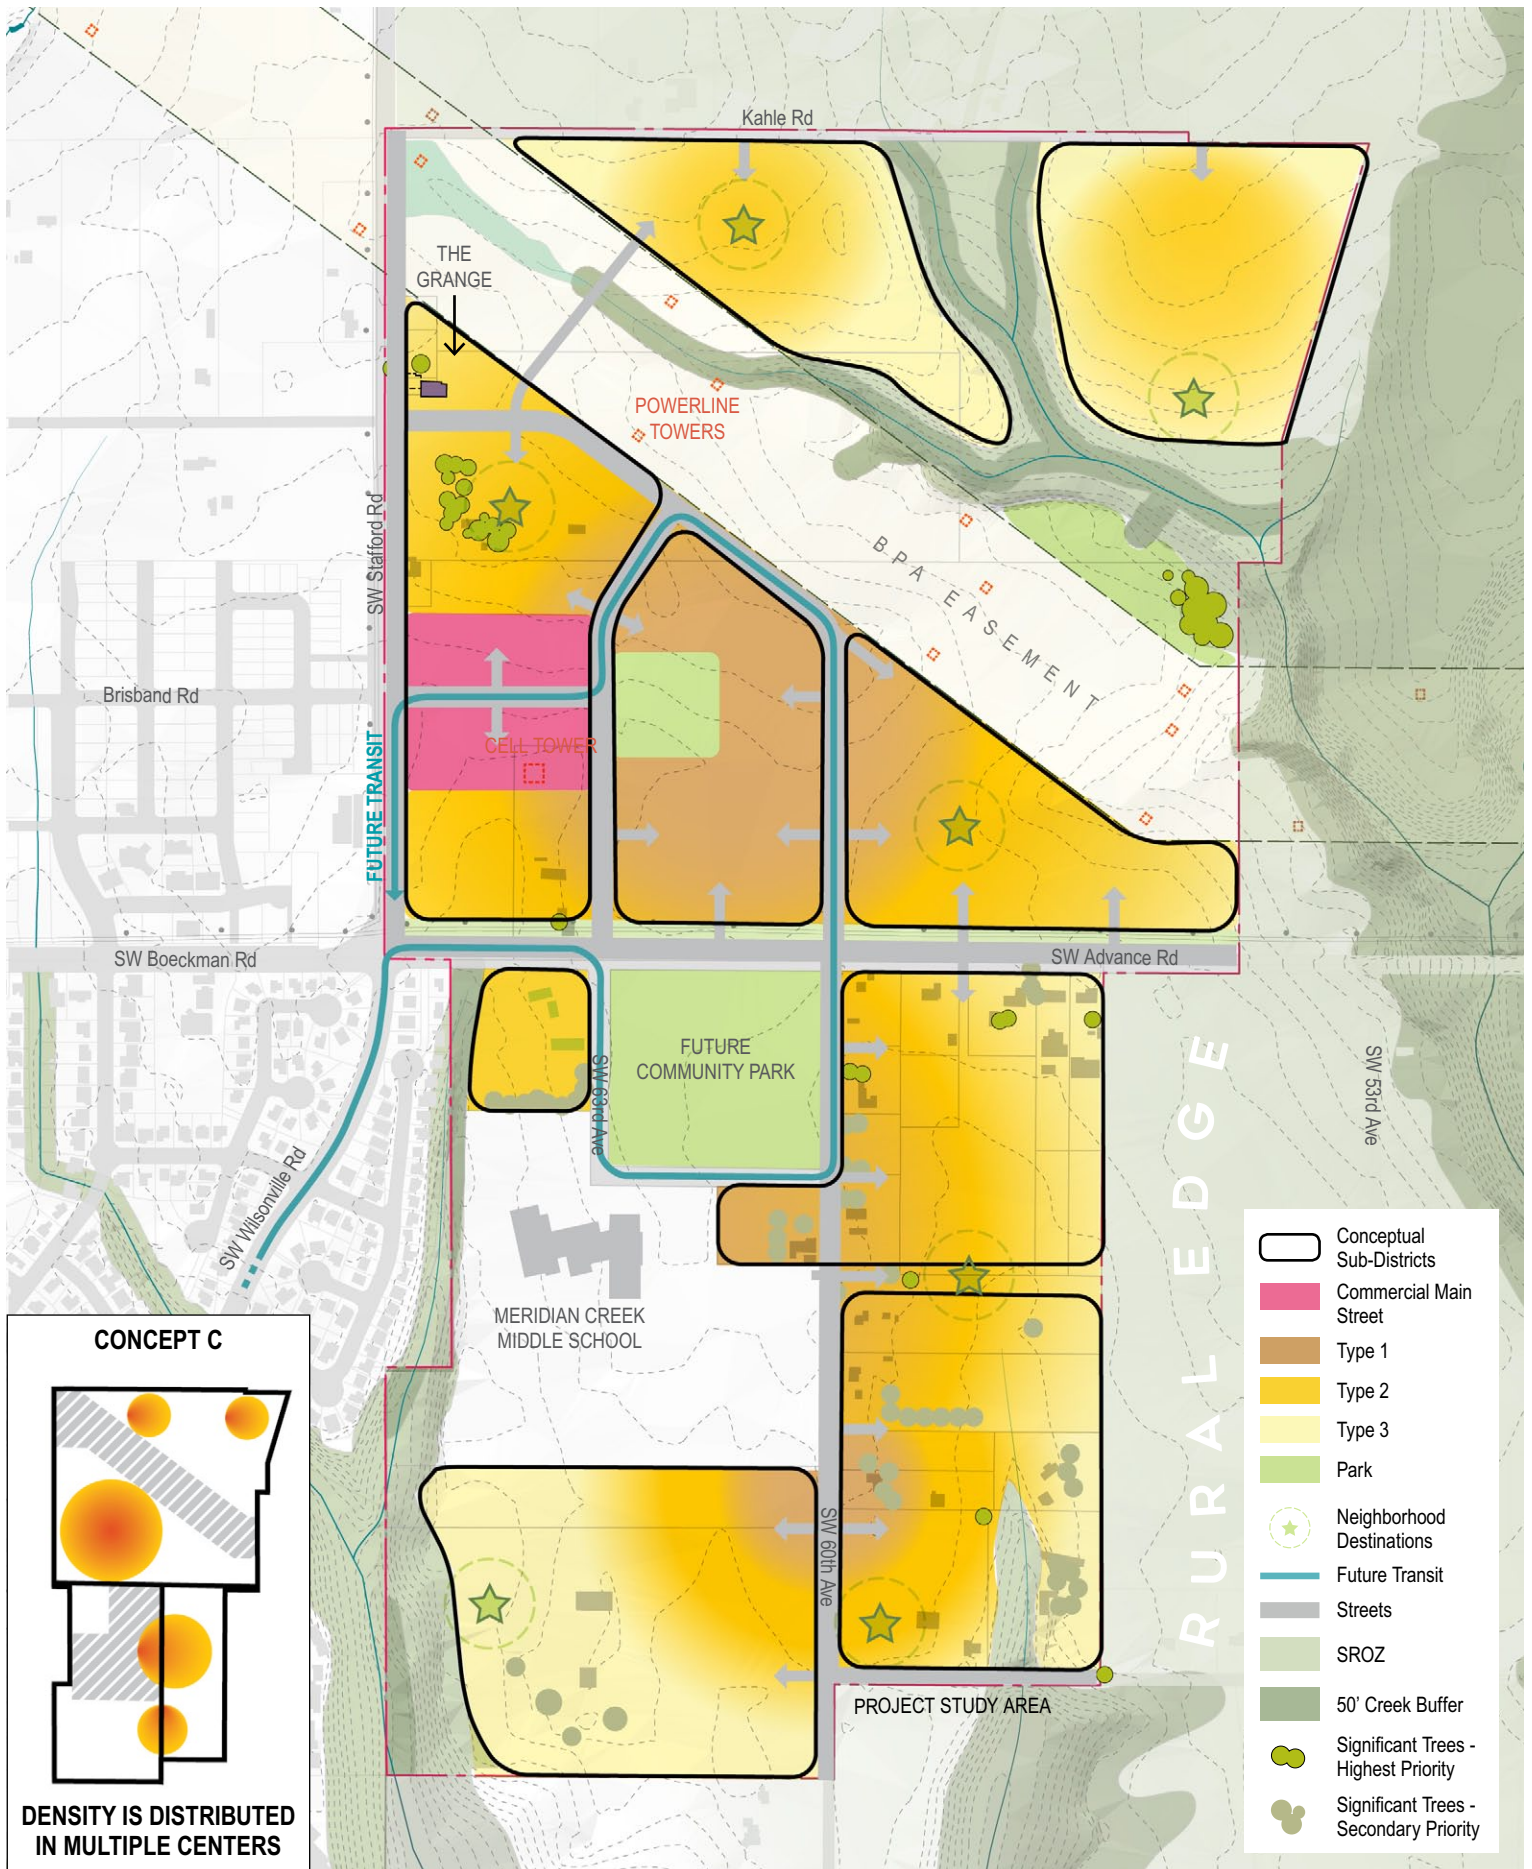 Kahle Rd
THE
GRANGE
POWERLINE
TOWERS
SW Stafford Rd
BPA EASEMENT
Brisband Rd
CELL TOWER
FUTURE TRANSIT
SW Boeckman Rd
SW Advance Rd
FUTURE
COMMUNITY PARK
SW 63rd Ave
SW 53rd Ave
RURAL EDGE
SW Wilsonville Rd
MERIDIAN CREEK
MIDDLE SCHOOL
SW 60th Ave
PROJECT STUDY AREA
CONCEPT C
DENSITY IS DISTRIBUTED
IN MULTIPLE CENTERS
Conceptual
Sub-Districts
Commercial Main
Street
Type 1
Type 2
Type 3
Park
Neighborhood
Destinations
Future Transit
Streets
SROZ
50' Creek Buffer
Significant Trees -
Highest Priority
Significant Trees -
Secondary Priority